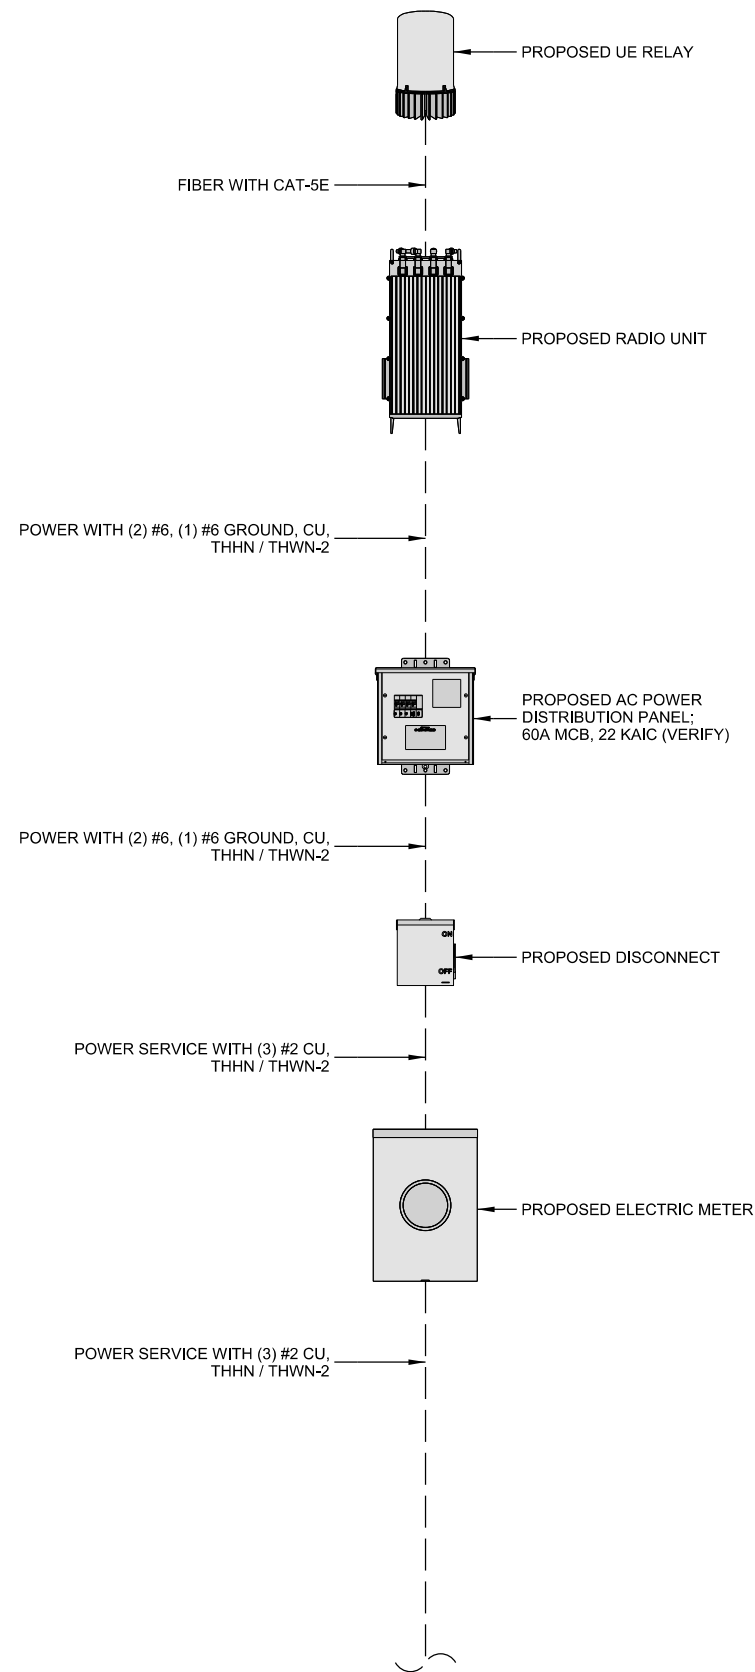 PROPOSED UE RELAY
FIBER WITH CAT-5E
PROPOSED RADIO UNIT
POWER WITH (2) #6, (1) #6 GROUND, CU,
THHN / THWN-2
PROPOSED AC POWER
DISTRIBUTION PANEL;
60A MCB, 22 KAIC (VERIFY)
POWER WITH (2) #6, (1) #6 GROUND, CU,
THHN / THWN-2
ON
PROPOSED DISCONNECT
OFF
POWER SERVICE WITH (3) #2 CU,
THHN / THWN-2
PROPOSED ELECTRIC METER
POWER SERVICE WITH (3) #2 CU,
THHN / THWN-2